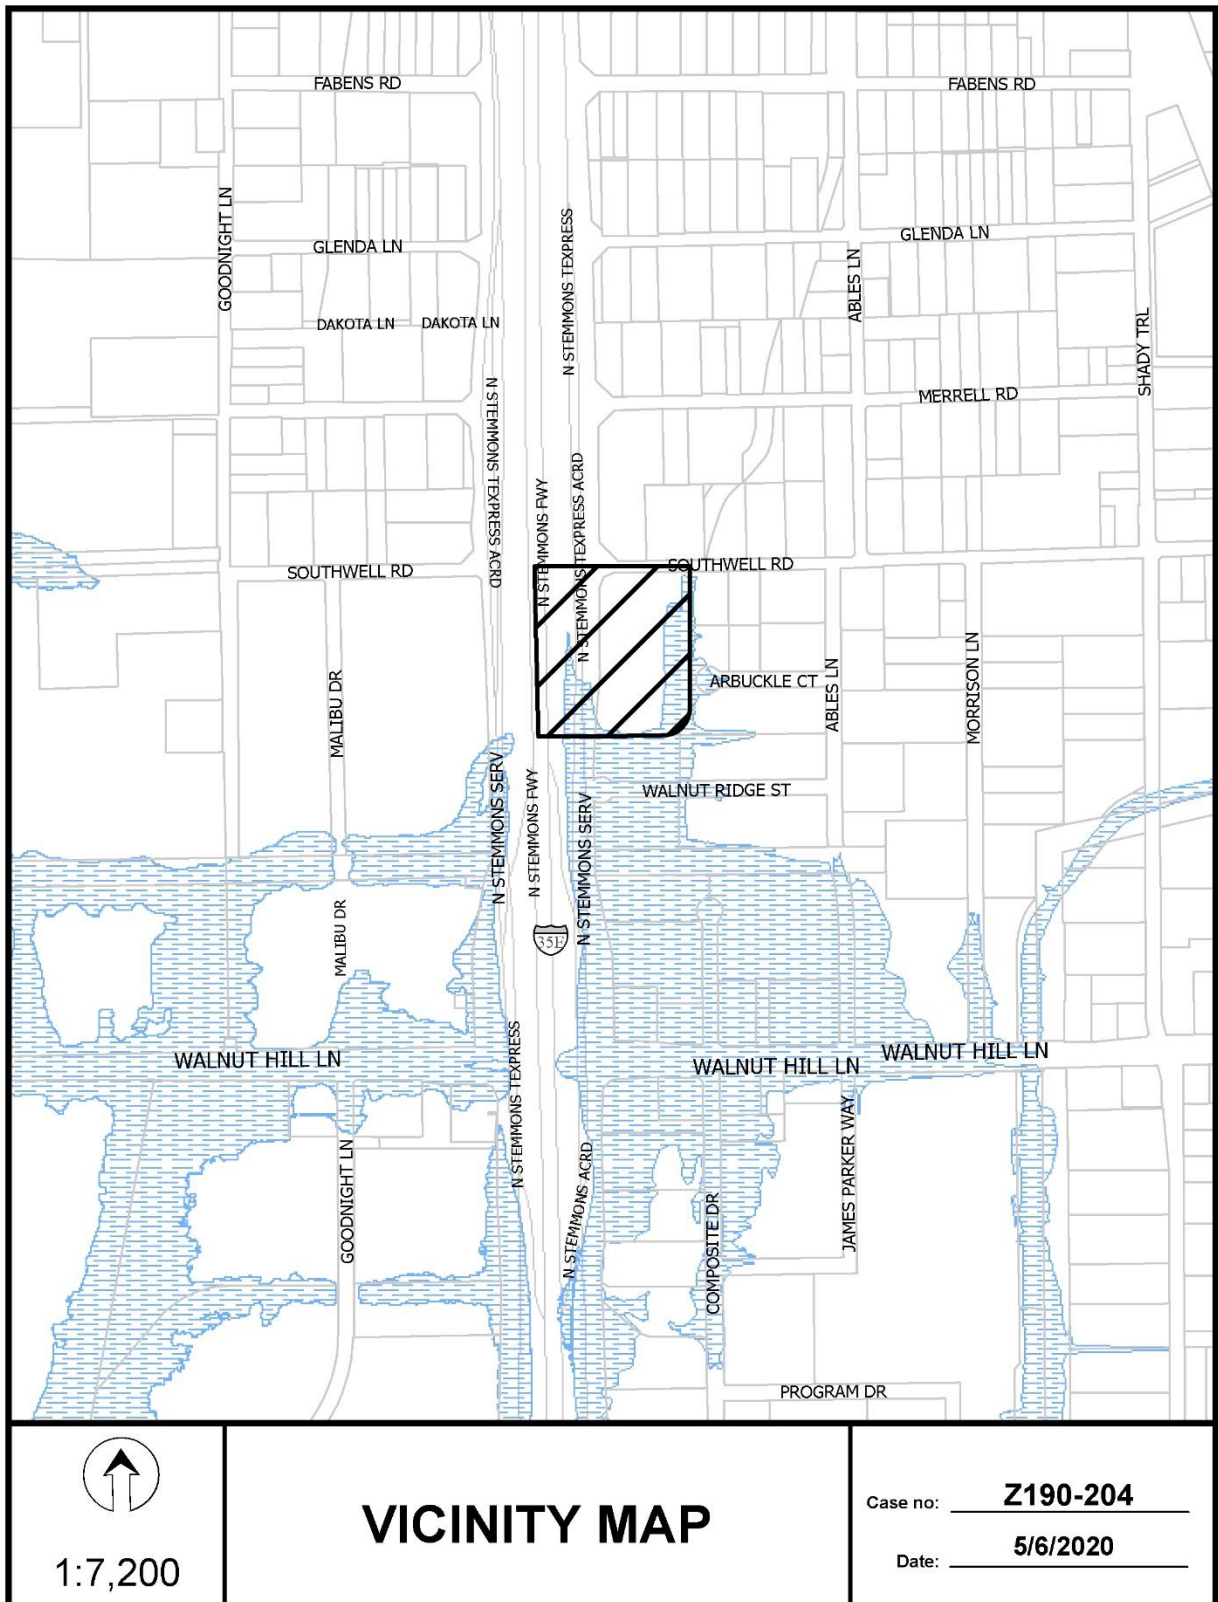 FABENS RD
FABENS RD
GOODNIGHT LN
N STEMMONS TEXPRESS
GLENDA LN
GLENDA LN
ABLES LN
DAKOTA LN
DAKOTA LN
SHADY TRL
N STEMMONS TEXPRESS ACRD
MERRELL RD
N STEMMONS FWY
N STEMMONS TEXPRESS ACRD
SOUTHWELL RD
SOUTHWELL RD
MALIBU DR
ARBUCKLE CT
ABLES LN
MORRISON LN
N STEMMONS SERV
N STEMMONS FWY
N STEMMONS SERV
WALNUT RIDGE ST
MALIBU DR
35E
WALNUT HILL LN
WALNUT HILL LN
WALNUT HILL LN
N STEMMONS TEXPRESS
GOODNIGHT LN
N STEMMONS ACRD
COMPOSITE DR
JAMES PARKER WAY
PROGRAM DR
1:7,200
VICINITY MAP
Case no: Z190-204
Date: 5/6/2020